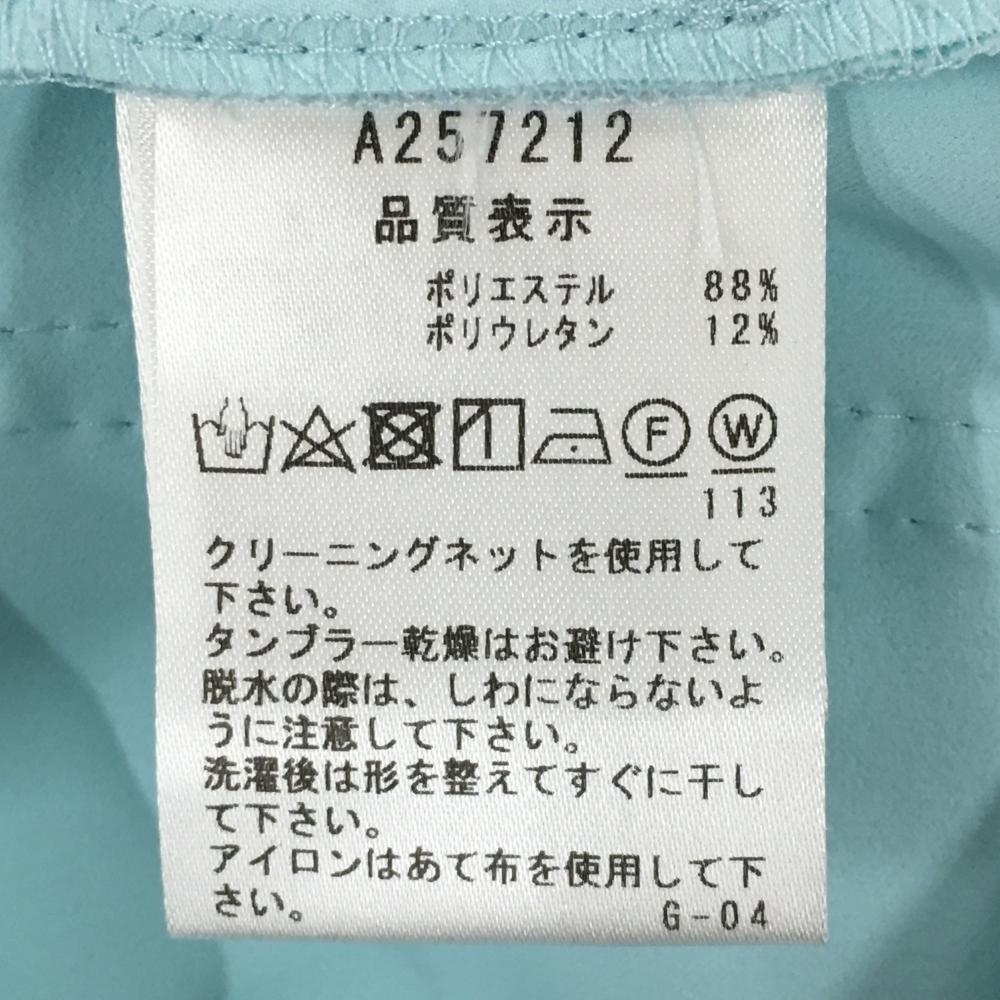 A257212
品質表示
ポリエステル 88%
ポリウレタン 12%
F W
113
クリーニングネットを使用して
下さい。
タンブラー乾燥はお避け下さい。
脱水の際は、しわにならないよ
うに注意して下さい。
洗濯後は形を整えてすぐに干し
て下さい。
アイロンはあて布を使用して下
さい。 G-04